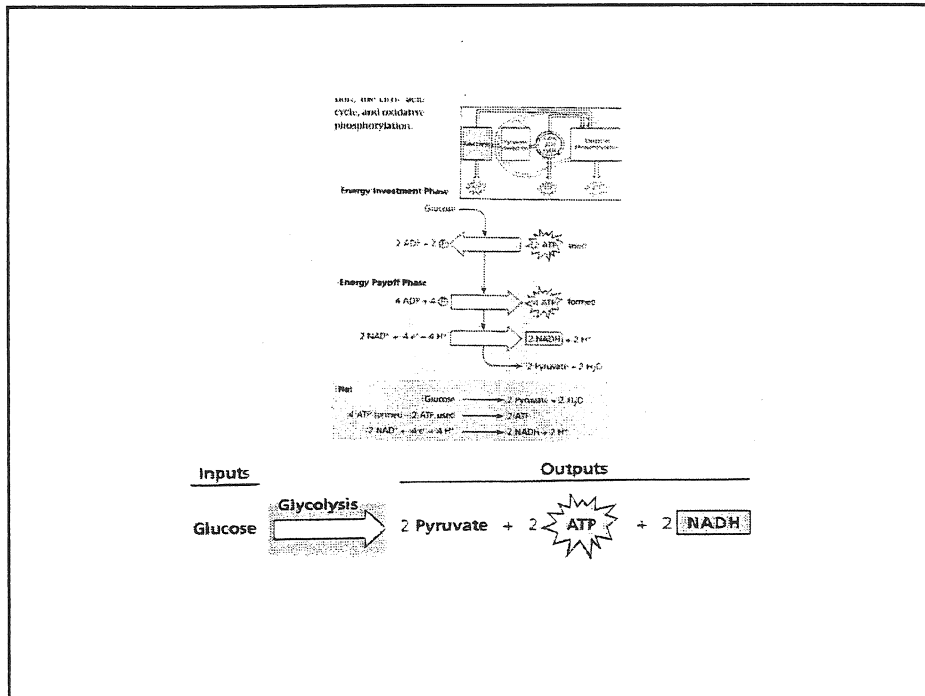 cycle, and oxidative
phosphorylation.
Energy Investment Phase
Glucose
2 ADP + 2 ATP used
Energy Payoff Phase
4 ADP + 4 4 ATP formed
2 NAD⁺ + 4 e⁻ + 4 H⁺ 2 NADH + 2 H⁺
2 Pyruvate + 2 H₂O
Net
Glucose 2 Pyruvate + 2 H₂O
4 ATP formed – 2 ATP used 2 ATP
2 NAD⁺ + 4 e⁻ + 4 H⁺ 2 NADH + 2 H⁺
Inputs Outputs
Glycolysis
Glucose 2 Pyruvate + 2 ATP + 2 NADH